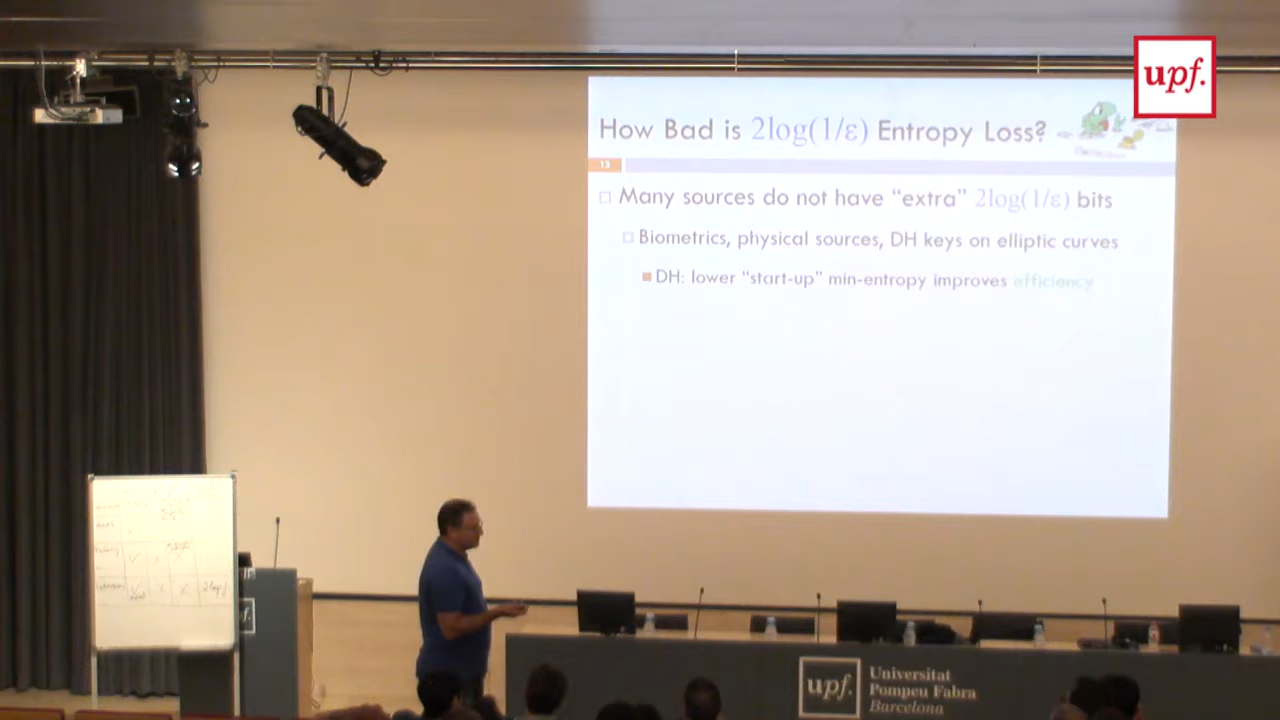 upf.
How Bad is 2log(1/ε) Entropy Loss?
13
Many sources do not have “extra” 2log(1/ε) bits
Biometrics, physical sources, DH keys on elliptic curves
DH: lower “start-up” min-entropy improves efficiency
upf.
Universitat
Pompeu Fabra
Barcelona